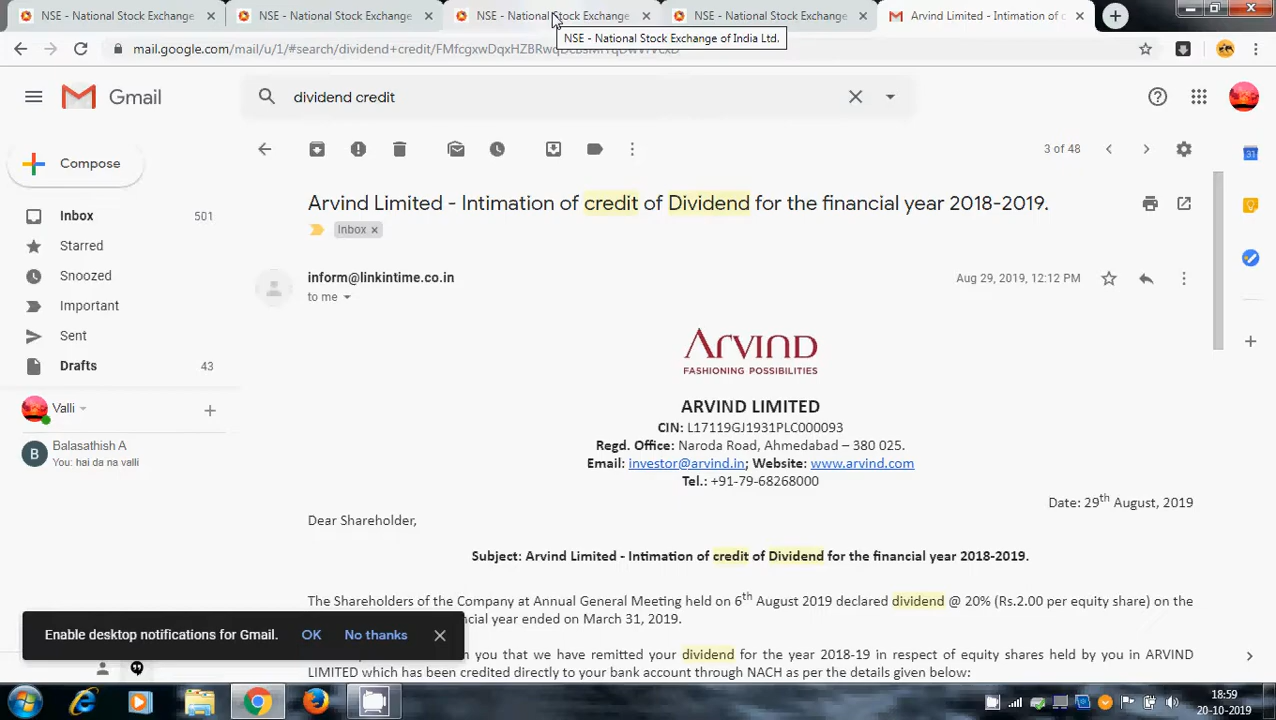 NSE - National Stock Exchange
NSE - National Stock Exchange
NSE - National Stock Exchange
NSE - National Stock Exchange
Arvind Limited - Intimation of c
NSE - National Stock Exchange of India Ltd.
mail.google.com/mail/u/1/#search/dividend+credit/
Gmail
dividend credit
Compose
3 of 48
31
Inbox 501
Starred
Snoozed
Important
Sent
Drafts 43
Valli
B
Balasathish A
You: hai da na valli
Arvind Limited - Intimation of credit of Dividend for the financial year 2018-2019.
Inbox
inform@linkintime.co.in
Aug 29, 2019, 12:12 PM
to me
ARVIND
FASHIONING POSSIBILITIES
ARVIND LIMITED
CIN: L17119GJ1931PLC000093
Regd. Office: Naroda Road, Ahmedabad – 380 025.
Email: investor@arvind.in; Website: www.arvind.com
Tel.: +91-79-68268000
Date: 29th August, 2019
Dear Shareholder,
Subject: Arvind Limited - Intimation of credit of Dividend for the financial year 2018-2019.
The Shareholders of the Company at Annual General Meeting held on 6th August 2019 declared dividend @ 20% (Rs.2.00 per equity share) on the
year ended on March 31, 2019.
you that we have remitted your dividend for the year 2018-19 in respect of equity shares held by you in ARVIND
LIMITED which has been credited directly to your bank account through NACH as per the details given below:
Enable desktop notifications for Gmail. OK No thanks
18:59
20-10-2019